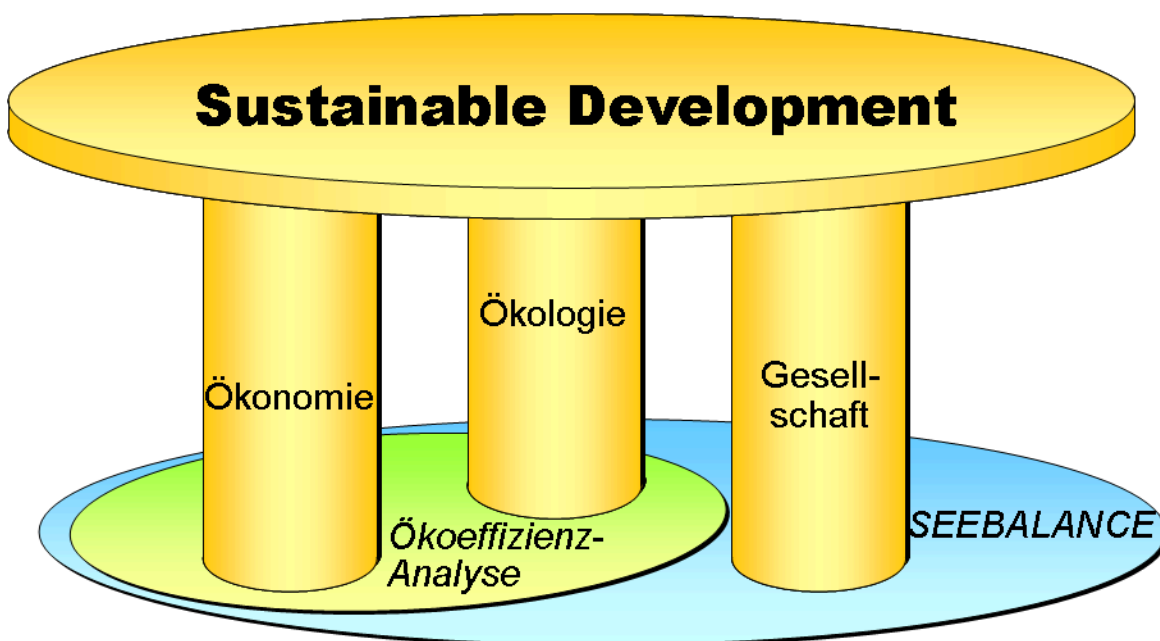 Sustainable Development
Ökonomie
Ökologie
Gesell-
schaft
Ökoeffizienz-
Analyse
SEEBALANCE